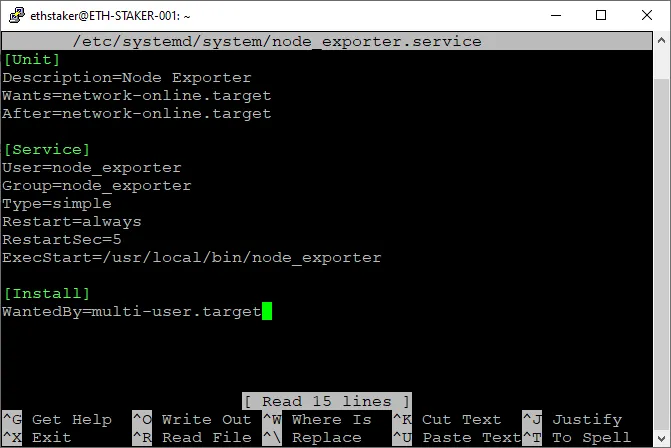 ethstaker@ETH-STAKER-001: ~
/etc/systemd/system/node_exporter.service
[Unit]
Description=Node Exporter
Wants=network-online.target
After=network-online.target
[Service]
User=node_exporter
Group=node_exporter
Type=simple
Restart=always
RestartSec=5
ExecStart=/usr/local/bin/node_exporter
[Install]
WantedBy=multi-user.target
[ Read 15 lines ]
^G Get Help ^O Write Out ^W Where Is ^K Cut Text ^J Justify
^X Exit ^R Read File ^\ Replace ^U Paste Text ^T To Spell